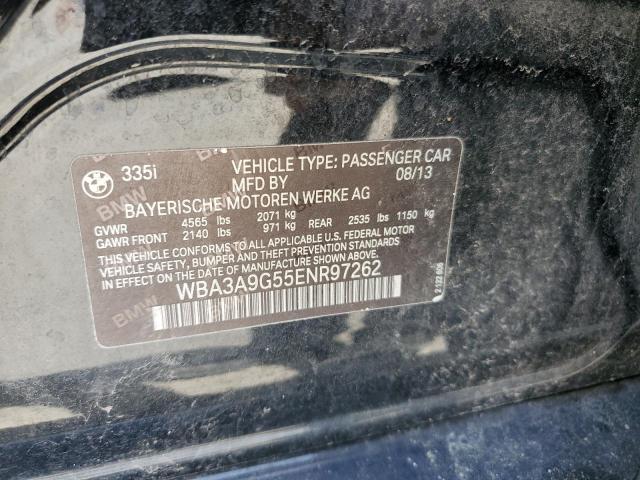 335i VEHICLE TYPE: PASSENGER CAR
MFD BY 08/13
BAYERISCHE MOTOREN WERKE AG
GVWR 4565 lbs 2071 kg
GAWR FRONT 2140 lbs 971 kg REAR 2535 lbs 1150 kg
THIS VEHICLE CONFORMS TO ALL APPLICABLE U.S. FEDERAL MOTOR
VEHICLE SAFETY, BUMPER AND THEFT PREVENTION STANDARDS
IN EFFECT ON THE DATE OF MANUFACTURE SHOWN ABOVE.
WBA3A9G55ENR97262